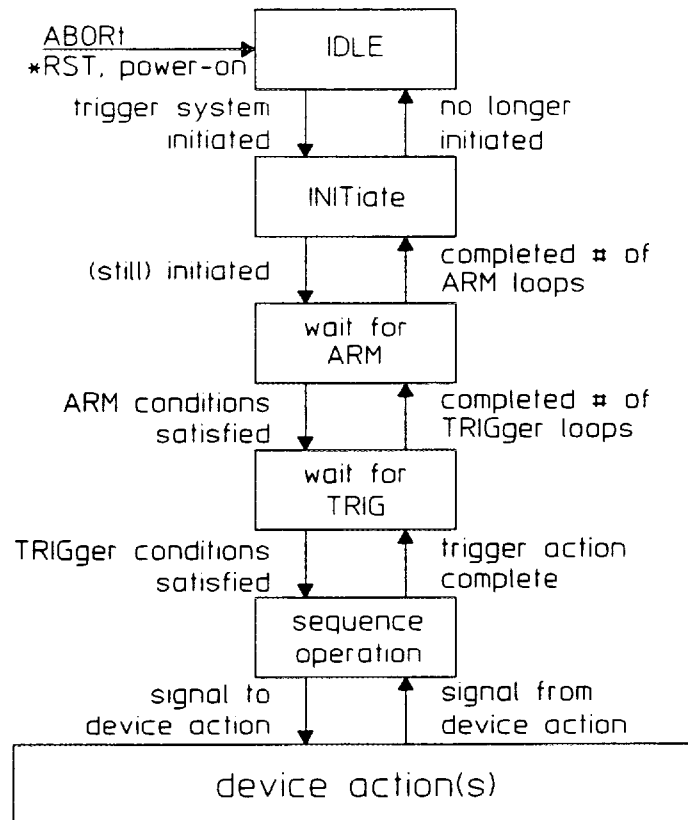 ABORt
*RST, power-on
IDLE
trigger system
initiated
no longer
initiated
INITiate
(still) initiated
completed # of
ARM loops
wait for
ARM
ARM conditions
satisfied
completed # of
TRIGger loops
wait for
TRIG
TRIGger conditions
satisfied
trigger action
complete
sequence
operation
signal to
device action
signal from
device action
device action(s)